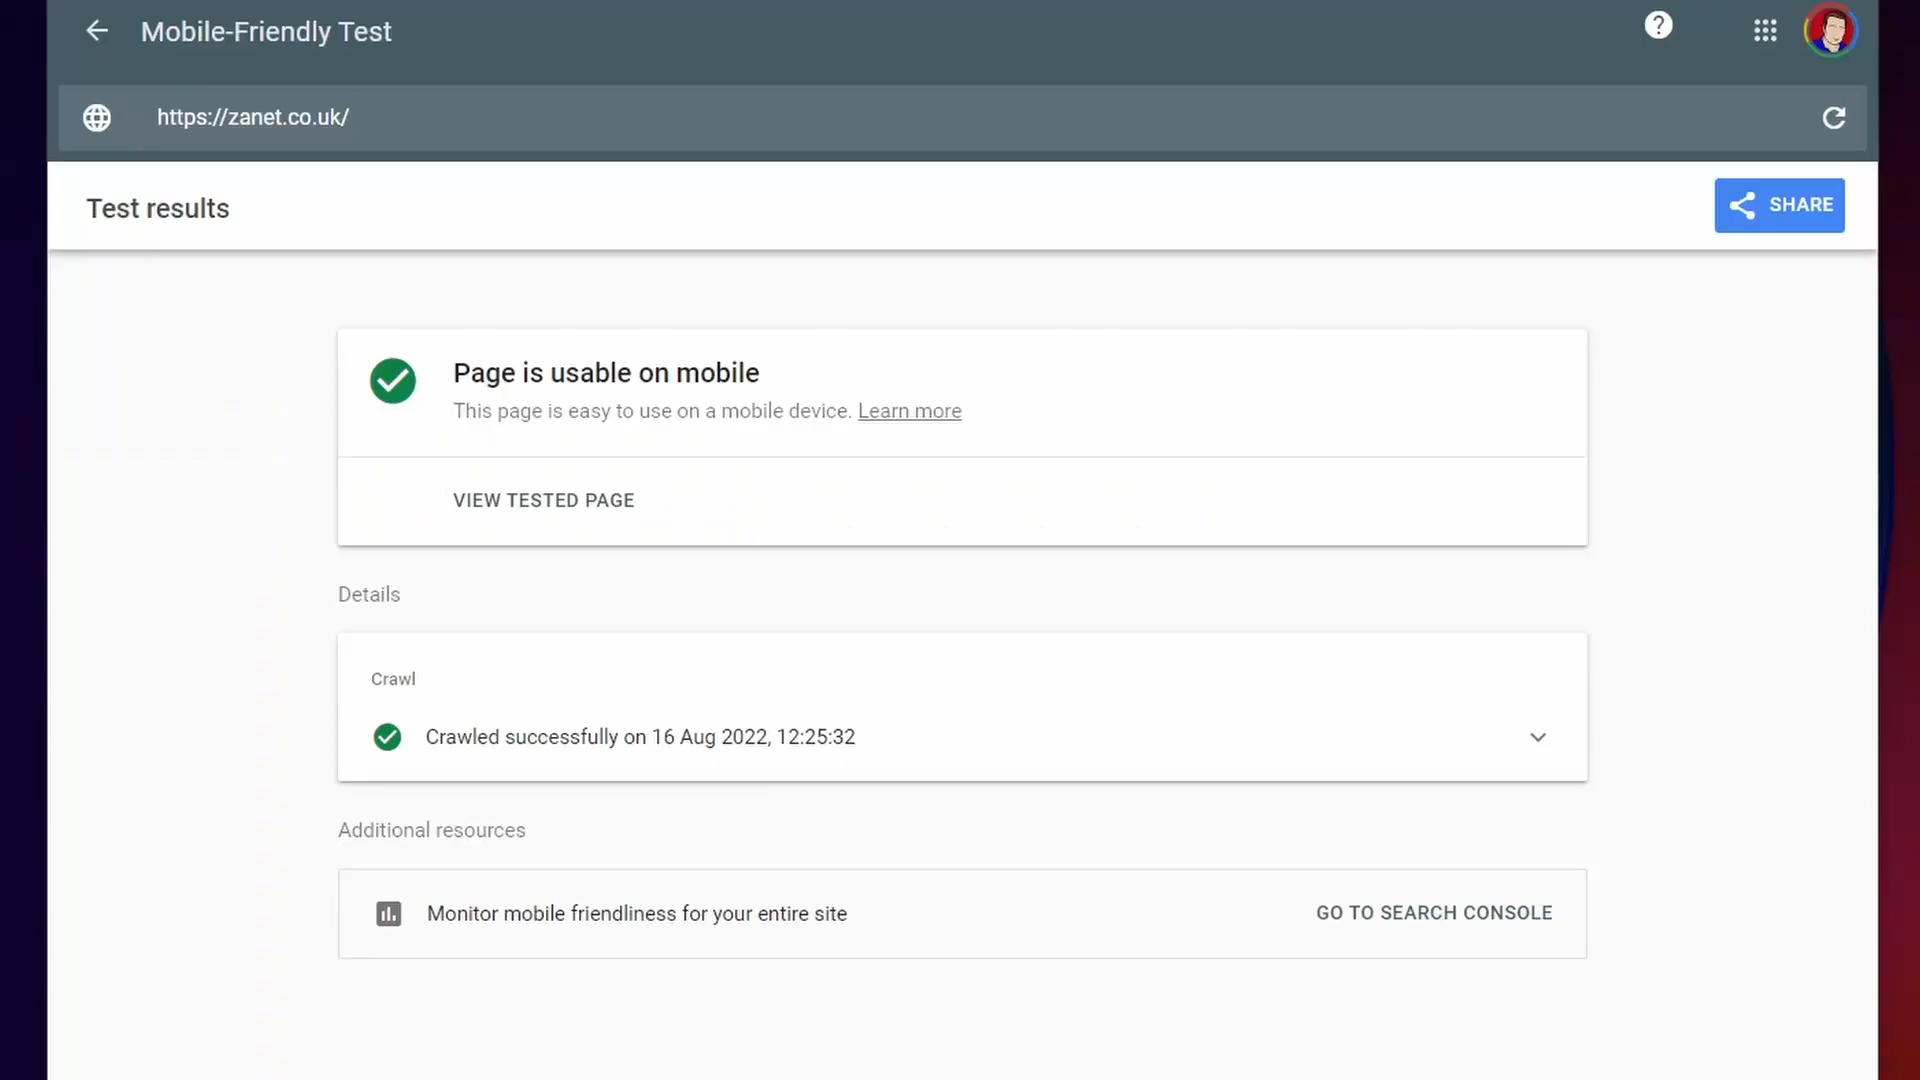 Mobile-Friendly Test
https://zanet.co.uk/
Test results
SHARE
Page is usable on mobile
This page is easy to use on a mobile device. Learn more
VIEW TESTED PAGE
Details
Crawl
Crawled successfully on 16 Aug 2022, 12:25:32
Additional resources
Monitor mobile friendliness for your entire site
GO TO SEARCH CONSOLE